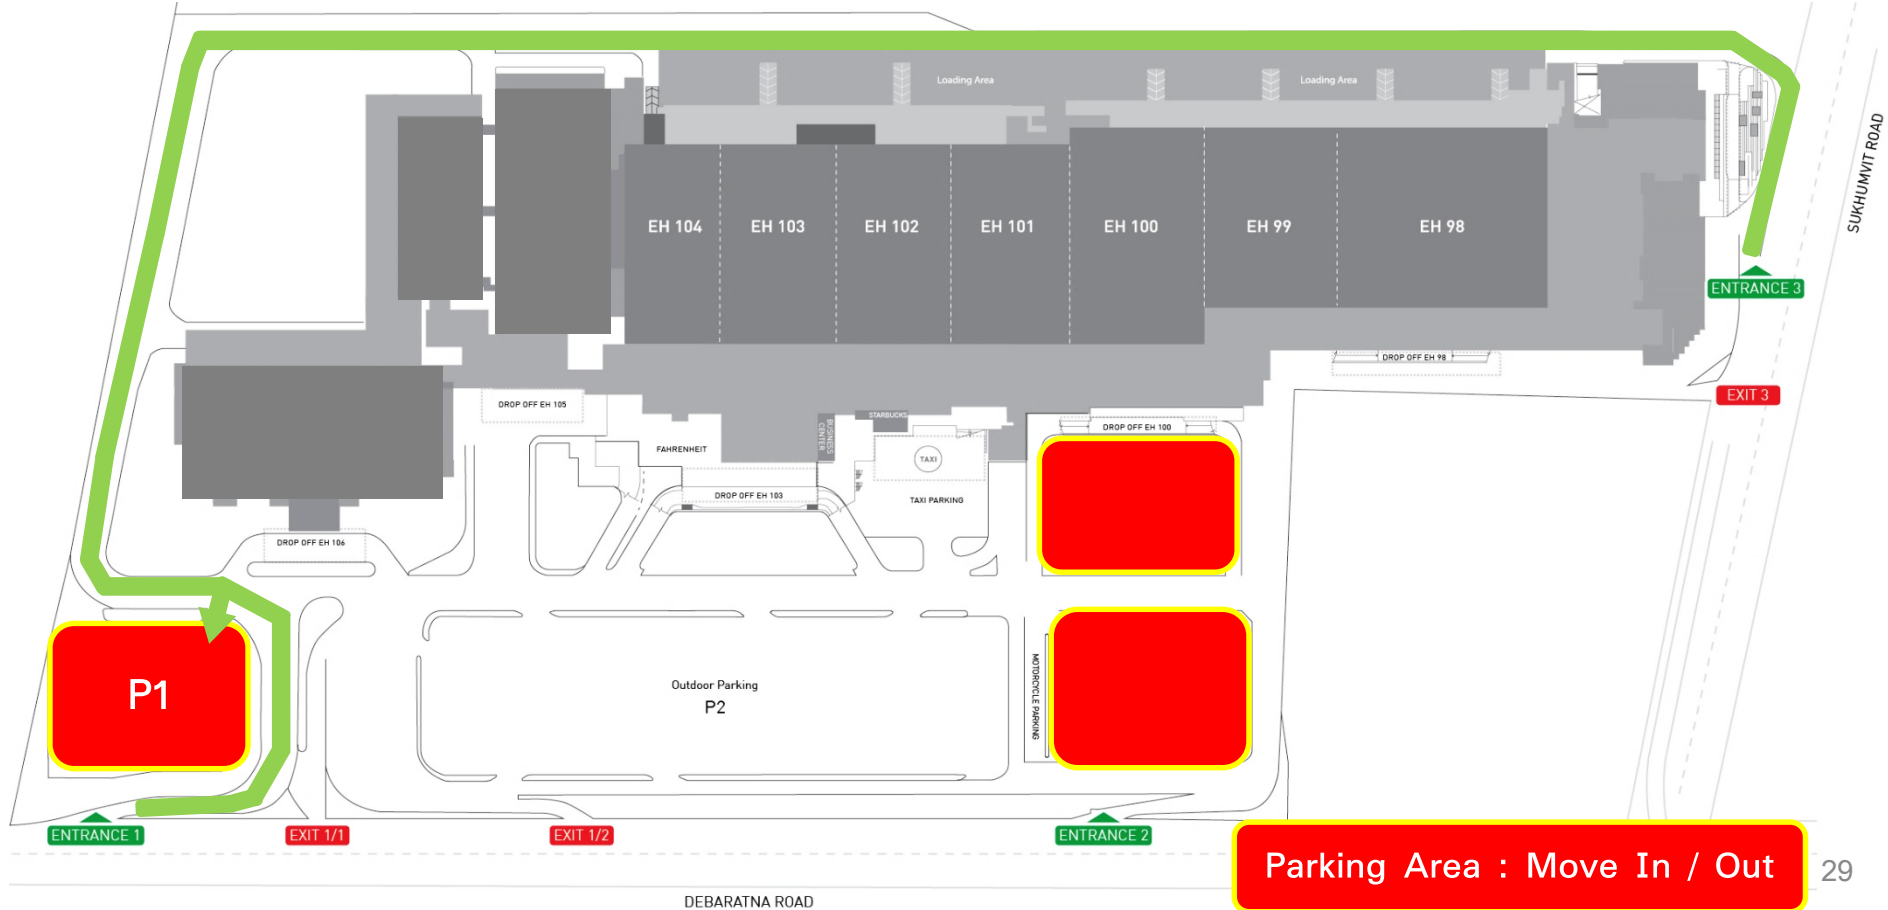 Loading Area
Loading Area
SUKHUMVIT ROAD
EH 104
EH 103
EH 102
EH 101
EH 100
EH 99
EH 98
ENTRANCE 3
DROP OFF EH 98
EXIT 3
DROP OFF EH 105
STARBUCKS
BUSINESS
CENTER
DROP OFF EH 100
FAHRENHEIT
TAXI
DROP OFF EH 103
TAXI PARKING
DROP OFF EH 106
P1
Outdoor Parking
P2
MOTORCYCLE PARKING
ENTRANCE 1
EXIT 1/1
EXIT 1/2
ENTRANCE 2
Parking Area : Move In / Out
29
DEBARATNA ROAD